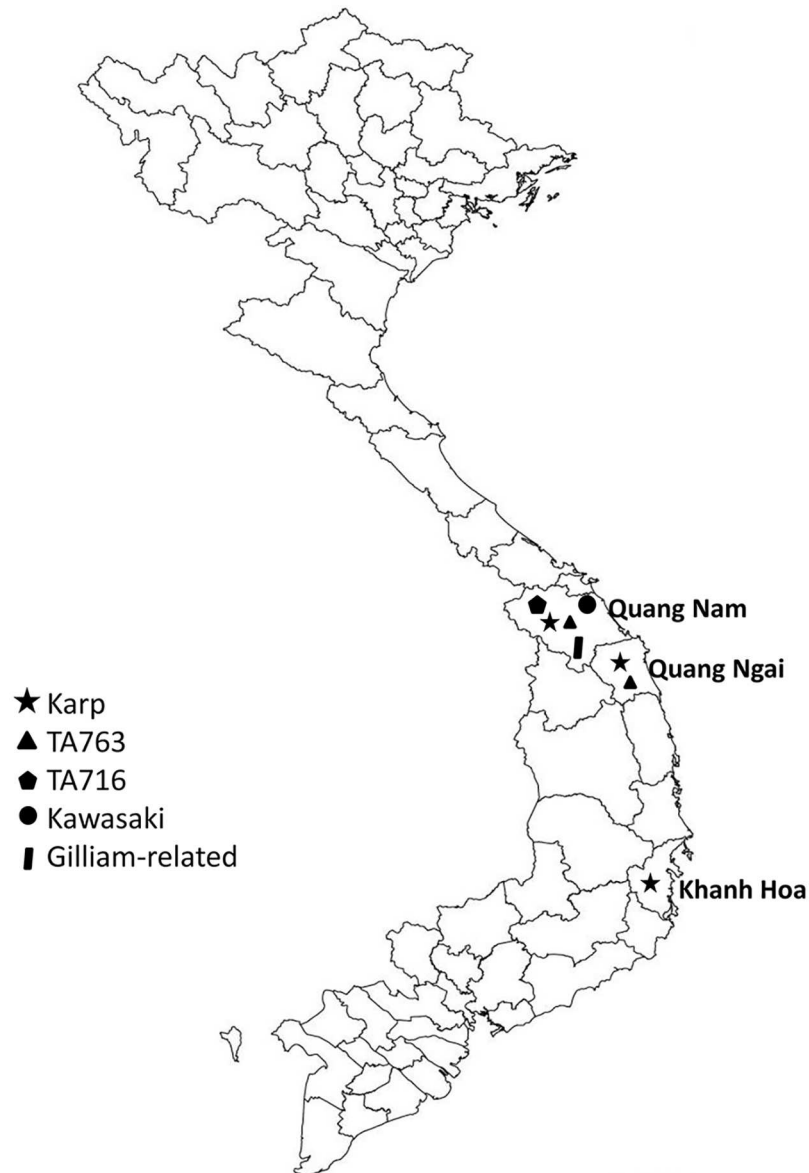 Quang Nam
Quang Ngai
Karp
TA763
TA716
Kawasaki
Gilliam-related
Khanh Hoa